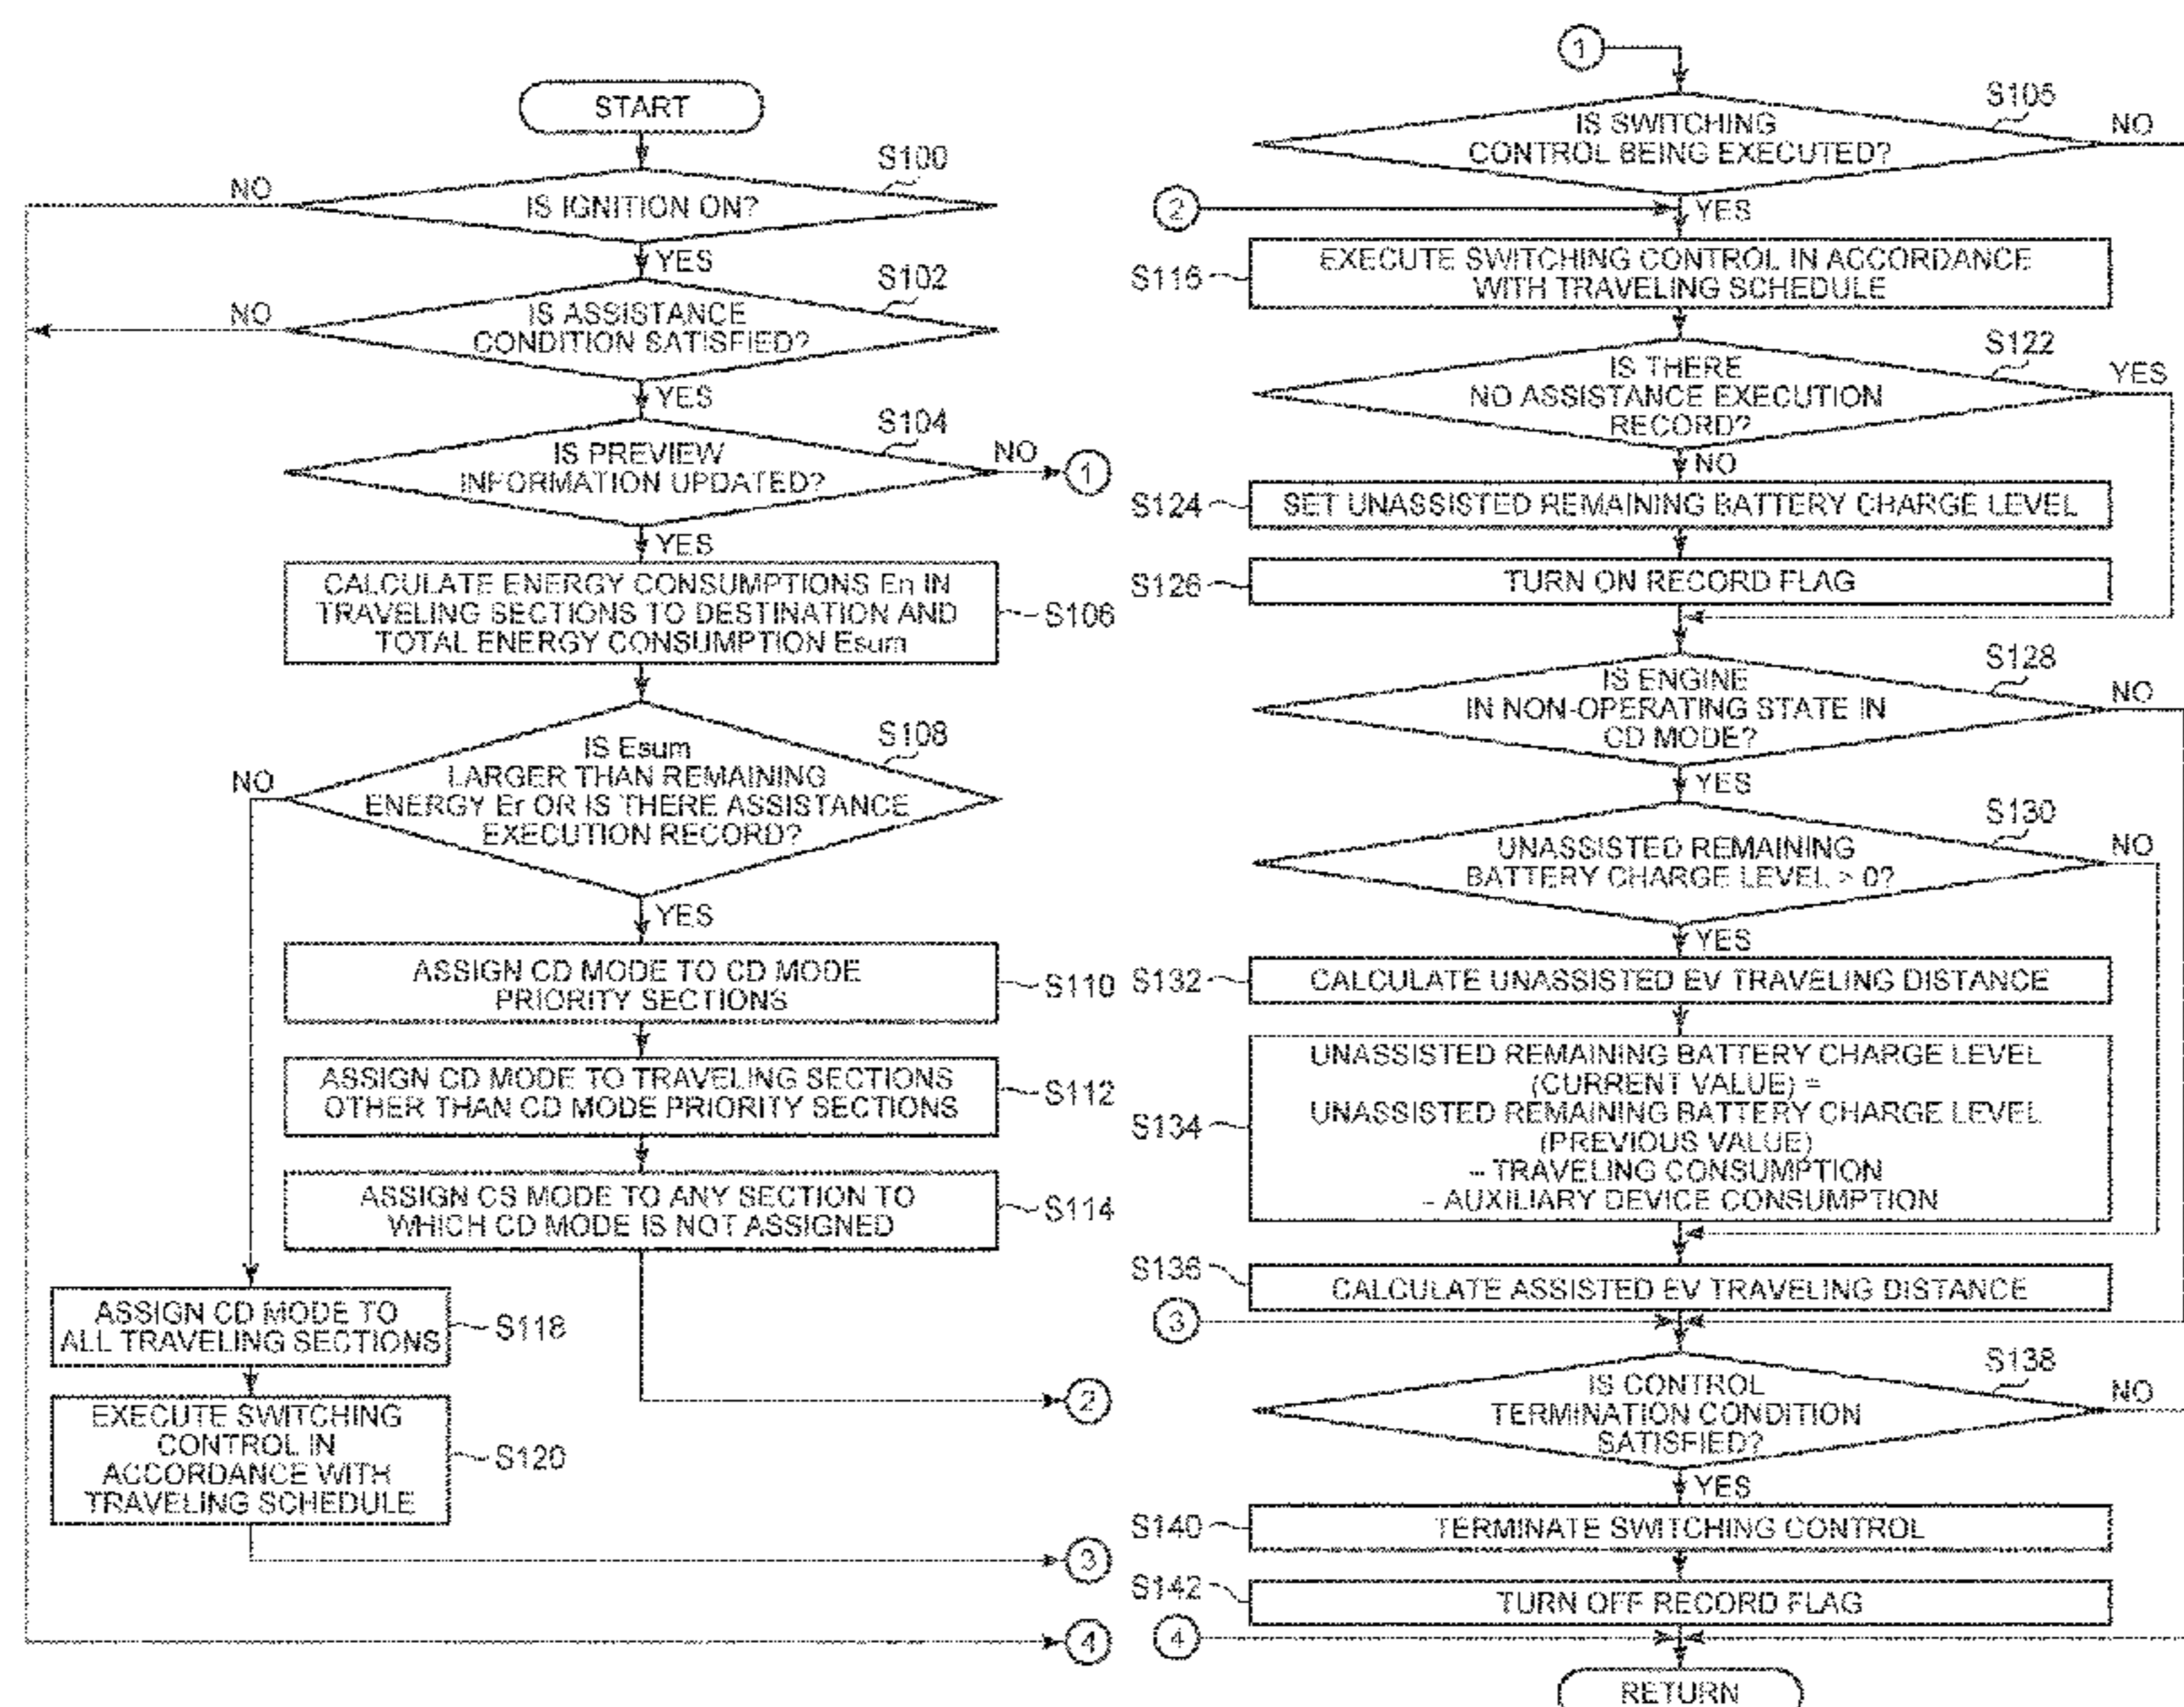 START
S100
NO
IS IGNITION ON?
YES
S102
NO
IS ASSISTANCE
CONDITION SATISFIED?
YES
S104
IS PREVIEW
INFORMATION UPDATED?
NO
1
YES
CALCULATE ENERGY CONSUMPTIONS En IN
TRAVELING SECTIONS TO DESTINATION AND
TOTAL ENERGY CONSUMPTION Esum
S106
S108
IS Esum
LARGER THAN REMAINING
ENERGY Er OR IS THERE ASSISTANCE
EXECUTION RECORD?
NO
YES
ASSIGN CD MODE TO CD MODE
PRIORITY SECTIONS
S110
ASSIGN CD MODE TO TRAVELING SECTIONS
OTHER THAN CD MODE PRIORITY SECTIONS
S112
ASSIGN CS MODE TO ANY SECTION TO
WHICH CD MODE IS NOT ASSIGNED
S114
ASSIGN CD MODE TO
ALL TRAVELING SECTIONS
S118
2
EXECUTE SWITCHING
CONTROL IN
ACCORDANCE WITH
TRAVELING SCHEDULE
S120
3
4
1
S105
IS SWITCHING
CONTROL BEING EXECUTED?
NO
2
YES
S116
EXECUTE SWITCHING CONTROL IN ACCORDANCE
WITH TRAVELING SCHEDULE
S122
IS THERE
NO ASSISTANCE EXECUTION
RECORD?
YES
NO
S124
SET UNASSISTED REMAINING BATTERY CHARGE LEVEL
S126
TURN ON RECORD FLAG
S128
IS ENGINE
IN NON-OPERATING STATE IN
CD MODE?
NO
YES
S130
UNASSISTED REMAINING
BATTERY CHARGE LEVEL > 0?
NO
YES
S132
CALCULATE UNASSISTED EV TRAVELING DISTANCE
S134
UNASSISTED REMAINING BATTERY CHARGE LEVEL
(CURRENT VALUE) =
UNASSISTED REMAINING BATTERY CHARGE LEVEL
(PREVIOUS VALUE)
- TRAVELING CONSUMPTION
- AUXILIARY DEVICE CONSUMPTION
S136
CALCULATE ASSISTED EV TRAVELING DISTANCE
3
S138
IS CONTROL
TERMINATION CONDITION
SATISFIED?
NO
YES
S140
TERMINATE SWITCHING CONTROL
S142
TURN OFF RECORD FLAG
4
RETURN